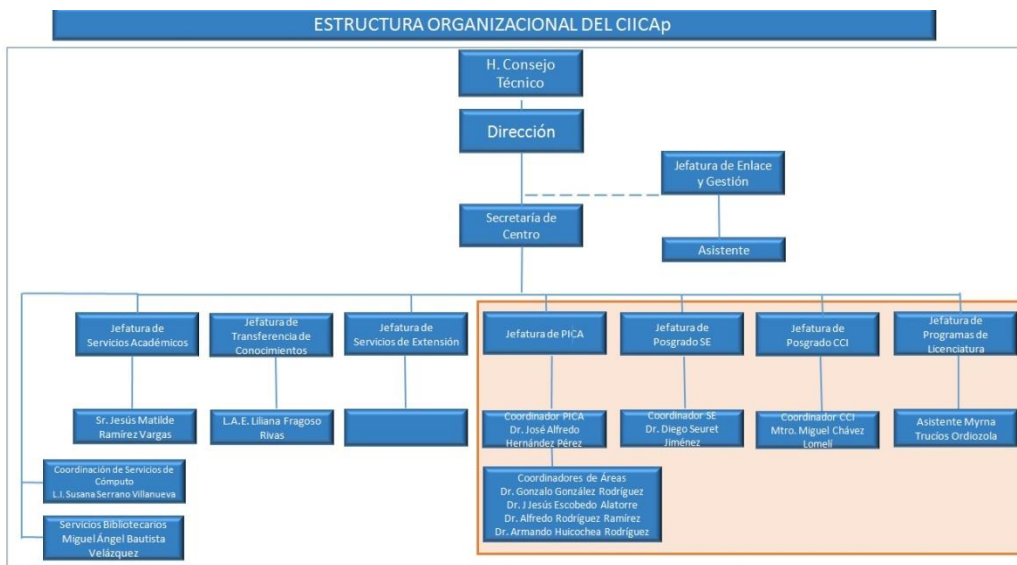 ESTRUCTURA ORGANIZACIONAL DEL CIICAp
H. Consejo
Técnico
Dirección
Jefatura de Enlace
y Gestión
Secretaría de
Centro
Asistente
Jefatura de
Servicios Académicos
Jefatura de
Transferencia de
Conocimientos
Jefatura de
Servicios de Extensión
Jefatura de PICA
Jefatura de
Posgrado SE
Jefatura de
Posgrado CCI
Jefatura de
Programas de
Licenciatura
Sr. Jesús Matilde
Ramírez Vargas
L.A.E. Liliana Fragoso
Rivas
Coordinador PICA
Dr. José Alfredo
Hernández Pérez
Coordinador SE
Dr. Diego Seuret
Jiménez
Coordinador CCI
Mtro. Miguel Chávez
Lomelí
Asistente Myrna
Trucíos Ordiozola
Coordinación de Servicios de
Cómputo
L.I. Susana Serrano Villanueva
Coordinadores de Áreas
Dr. Gonzalo González Rodríguez
Dr. J Jesús Escobedo Alatorre
Dr. Alfredo Rodríguez Ramírez
Dr. Armando Huicochea Rodríguez
Servicios Bibliotecarios
Miguel Ángel Bautista
Velázquez